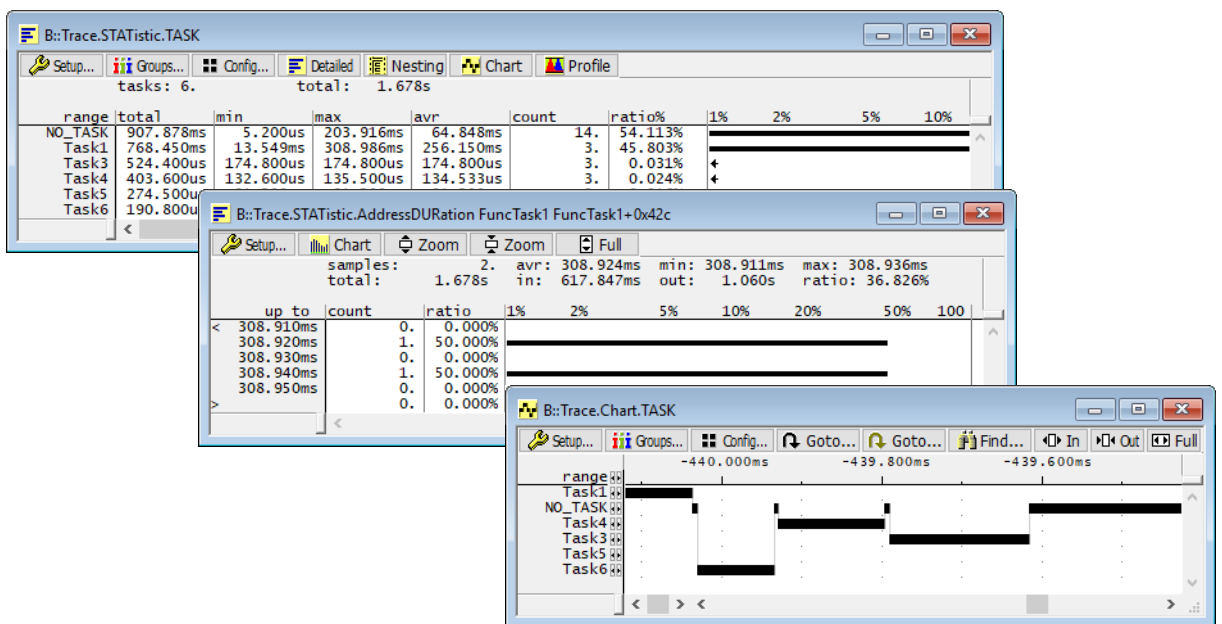 B::Trace.STATistic.TASK
Setup... Groups... Config... Detailed Nesting Chart Profile
tasks: 6. total: 1.678s
range total min max avr count ratio% 1% 2% 5% 10%
NO_TASK 907.878ms 5.200us 203.916ms 64.848ms 14. 54.113%
Task1 768.450ms 13.549ms 308.986ms 256.150ms 3. 45.803%
Task3 524.400us 174.800us 174.800us 174.800us 3. 0.031%
Task4 403.600us 132.600us 135.500us 134.533us 3. 0.024%
Task5 274.500u
Task6 190.800u
B::Trace.STATistic.AddressDURation FuncTask1 FuncTask1+0x42c
Setup... Chart Zoom Zoom Full
samples: 2. avr: 308.924ms min: 308.911ms max: 308.936ms
total: 1.678s in: 617.847ms out: 1.060s ratio: 36.826%
up to count ratio 1% 2% 5% 10% 20% 50% 100
< 308.910ms 0. 0.000%
308.920ms 1. 50.000%
308.930ms 0. 0.000%
308.940ms 1. 50.000%
308.950ms 0. 0.000%
> 0. 0.000%
B::Trace.Chart.TASK
Setup... Groups... Config... Goto... Goto... Find... In Out Full
-440.000ms -439.800ms -439.600ms
range
Task1
NO_TASK
Task4
Task3
Task5
Task6